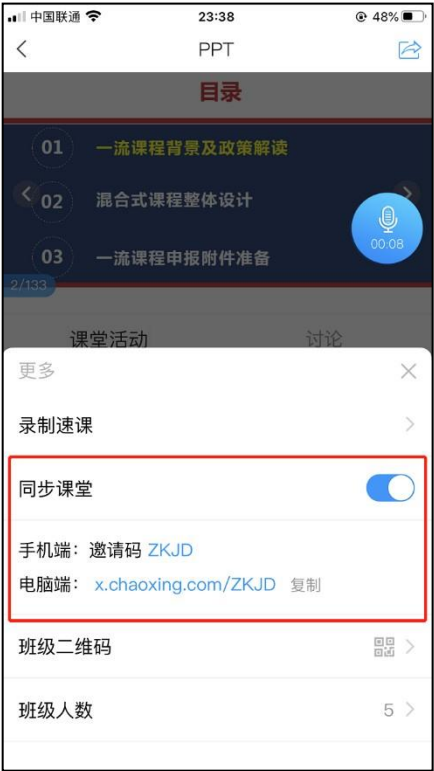 中国联通 23:38 48%
PPT
目录
01 一流课程背景及政策解读
02 混合式课程整体设计
03 一流课程申报附件准备
00:08
2/133
课堂活动 讨论
更多
录制速课
同步课堂
手机端：邀请码 ZKJD
电脑端：x.chaoxing.com/ZKJD 复制
班级二维码
班级人数 5